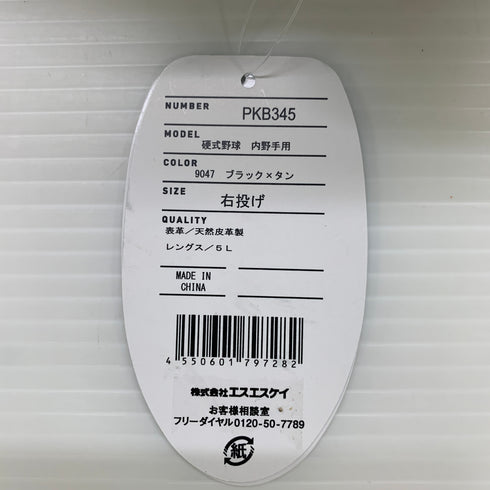 NUMBER PKB345
MODEL
硬式野球 内野手用
COLOR
9047 ブラック×タン
SIZE
右投げ
QUALITY
表革／天然皮革製
レングス／5L
MADE IN
CHINA
4 550601 797282
株式会社エスエスケイ
お客様相談室
フリーダイヤル0120-50-7789
紙